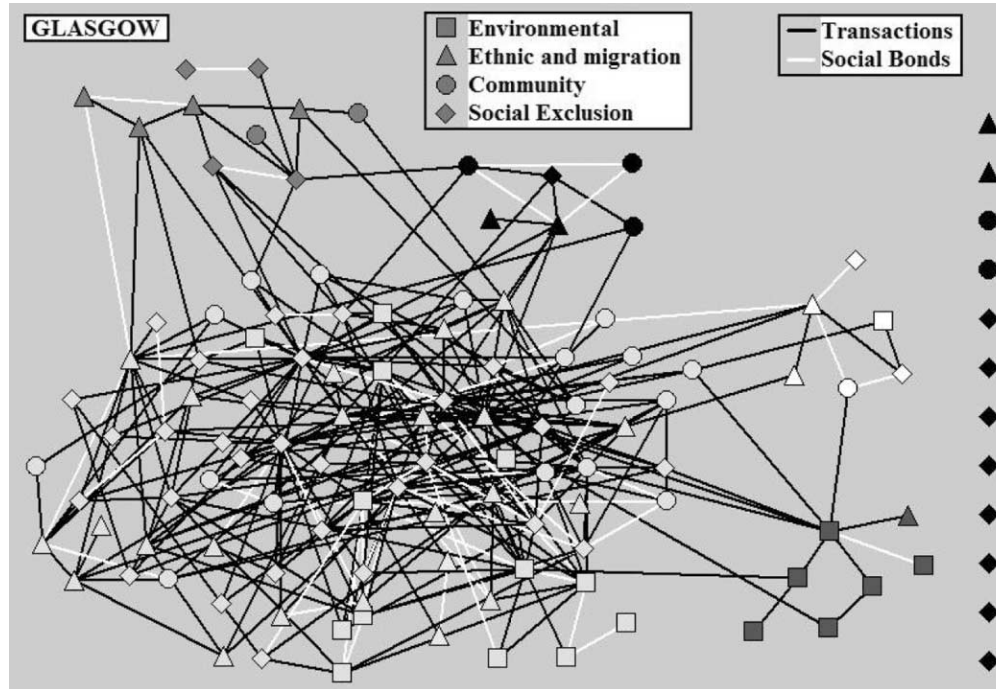 GLASGOW
Environmental
Ethnic and migration
Community
Social Exclusion
Transactions
Social Bonds